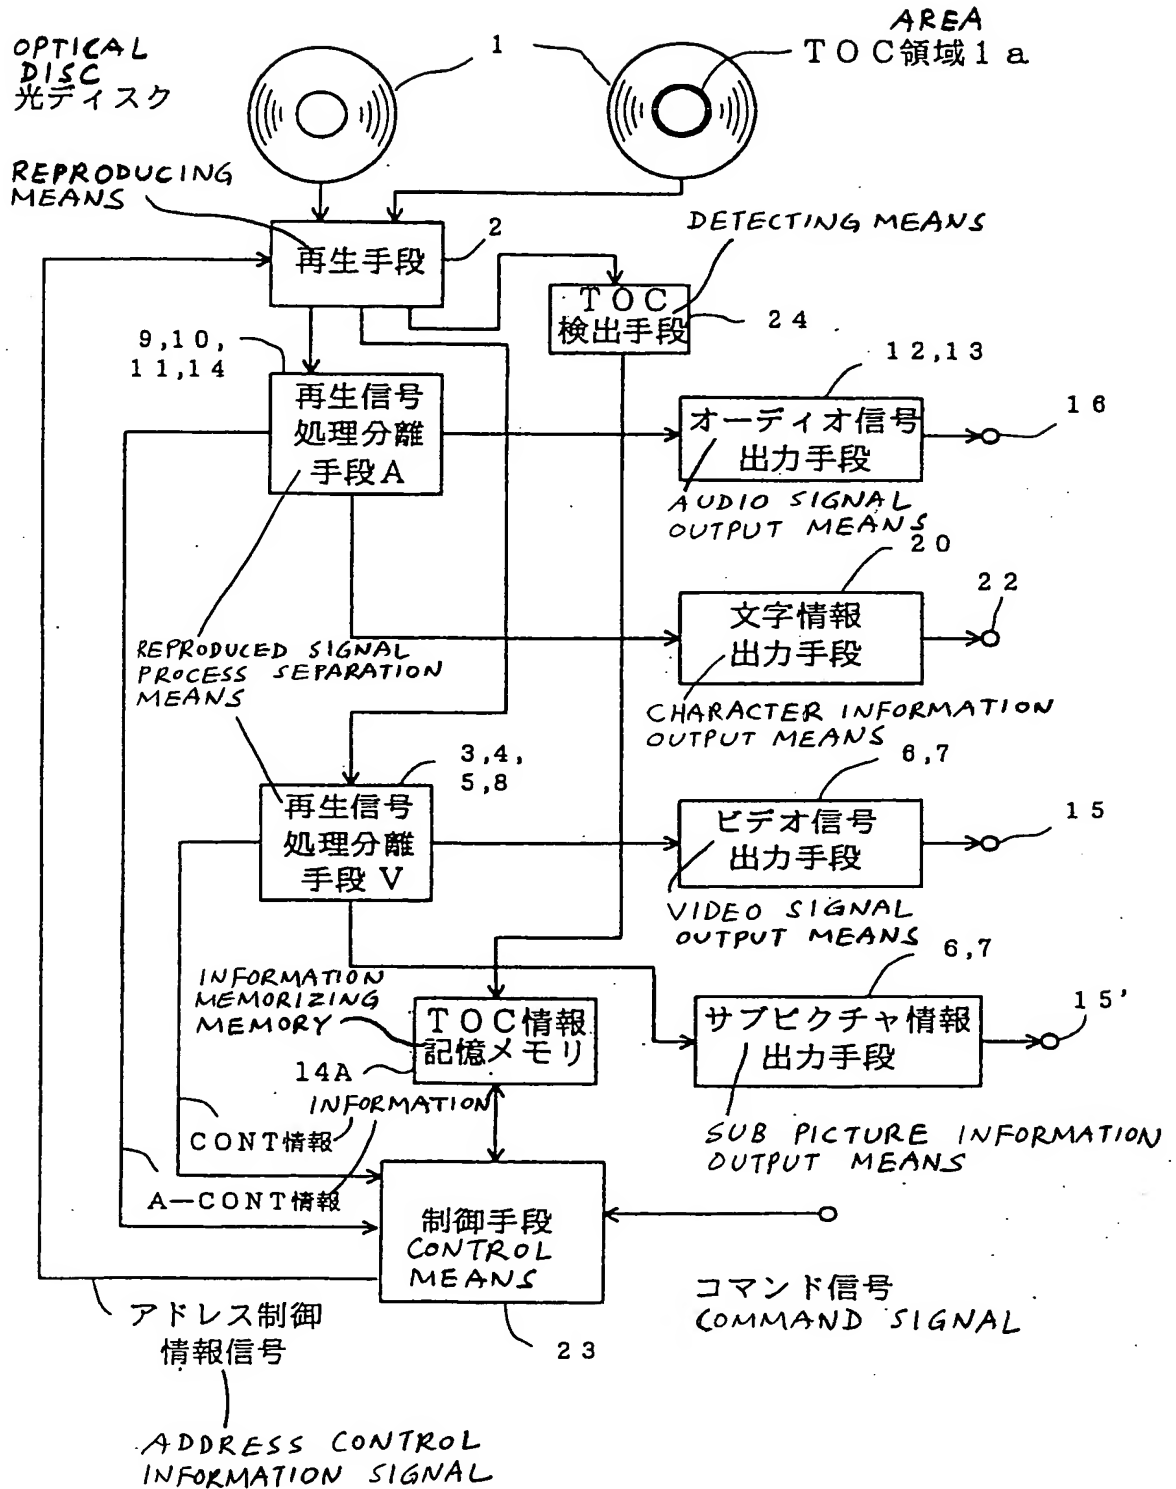 OPTICAL
DISC
光ディスク
1
AREA
TOC領域1a
REPRODUCING
MEANS
再生手段
2
DETECTING MEANS
TOC
検出手段
24
9,10,
11,14
再生信号
処理分離
手段A
12,13
オーディオ信号
出力手段
16
AUDIO SIGNAL
OUTPUT MEANS
20
文字情報
出力手段
22
REPRODUCED SIGNAL
PROCESS SEPARATION
MEANS
CHARACTER INFORMATION
OUTPUT MEANS
3,4,
5,8
再生信号
処理分離
手段V
6,7
ビデオ信号
出力手段
15
VIDEO SIGNAL
OUTPUT MEANS
INFORMATION
MEMORIZING
MEMORY
TOC情報
記憶メモリ
14A
6,7
サブピクチャ情報
出力手段
15'
INFORMATION
CONT情報
A-CONT情報
SUB PICTURE INFORMATION
OUTPUT MEANS
制御手段
CONTROL
MEANS
23
コマンド信号
COMMAND SIGNAL
アドレス制御
情報信号
ADDRESS CONTROL
INFORMATION SIGNAL